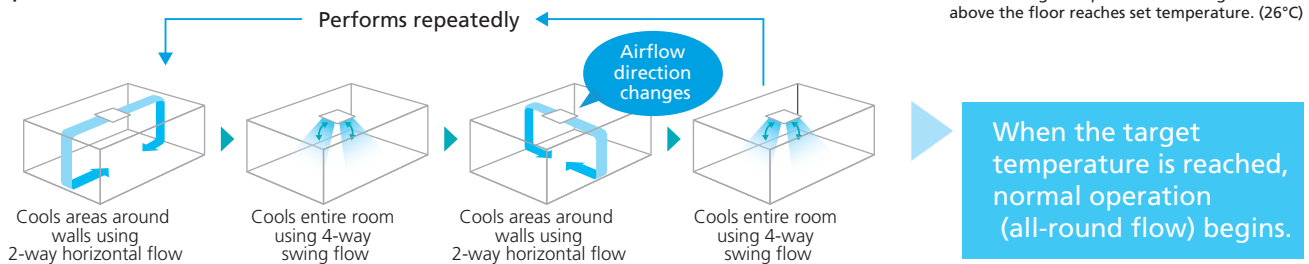 Performs repeatedly
above the floor reaches set temperature. (26°C)
Airflow
direction
changes
Cools areas around
walls using
2-way horizontal flow
Cools entire room
using 4-way
swing flow
Cools areas around
walls using
2-way horizontal flow
Cools entire room
using 4-way
swing flow
When the target
temperature is reached,
normal operation
(all-round flow) begins.